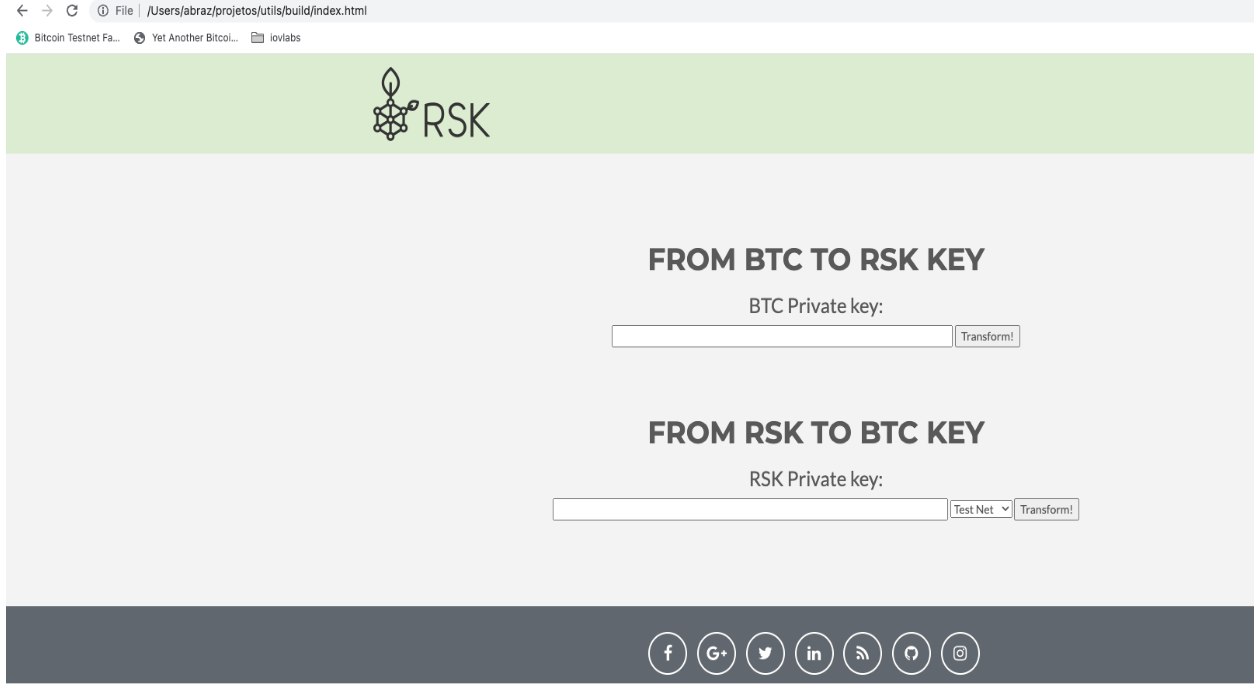 File | /Users/abraz/projetos/utils/build/index.html
Bitcoin Testnet Fa... Yet Another Bitcoi... iovlabs
RSK
FROM BTC TO RSK KEY
BTC Private key:
Transform!
FROM RSK TO BTC KEY
RSK Private key:
Test Net Transform!
f G+ in